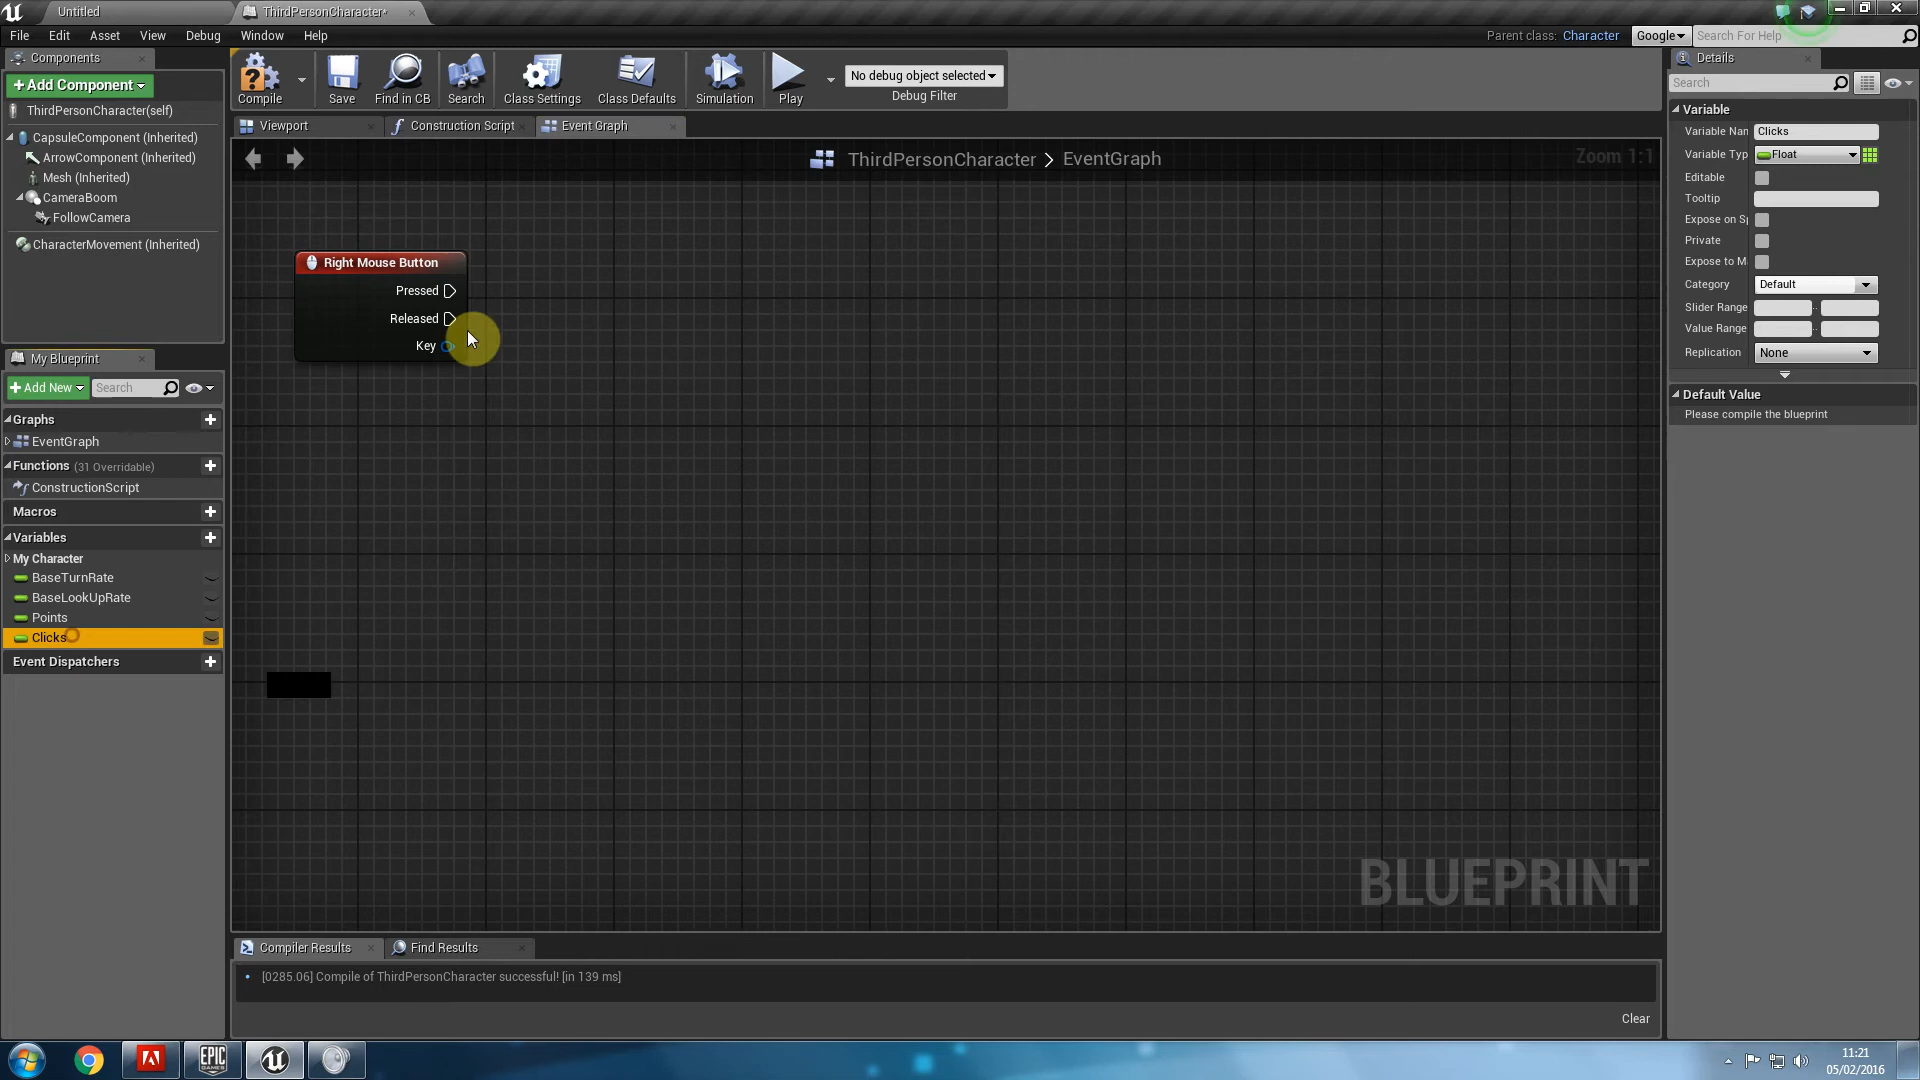 Untitled
ThirdPersonCharacter*
File Edit Asset View Debug Window Help
Parent class: Character
Google
Search For Help
Components
+Add Component
ThirdPersonCharacter(self)
CapsuleComponent (Inherited)
ArrowComponent (Inherited)
Mesh (Inherited)
CameraBoom
FollowCamera
CharacterMovement (Inherited)
Compile
Save
Find in CB
Search
Class Settings
Class Defaults
Simulation
Play
No debug object selected
Debug Filter
Viewport
Construction Script
Event Graph
ThirdPersonCharacter > EventGraph
Zoom 1:1
Right Mouse Button
Pressed
Released
Key
BLUEPRINT
My Blueprint
+Add New
Search
Graphs
EventGraph
Functions (31 Overridable)
ConstructionScript
Macros
Variables
My Character
BaseTurnRate
BaseLookUpRate
Points
Clicks
Event Dispatchers
Compiler Results
Find Results
[0285.06] Compile of ThirdPersonCharacter successful! [in 139 ms]
Clear
Details
Search
Variable
Variable Nan Clicks
Variable Typ Float
Editable
Tooltip
Expose on Sp
Private
Expose to M
Category Default
Slider Range
Value Range
Replication None
Default Value
Please compile the blueprint
EPIC
GAMES
11:21
05/02/2016